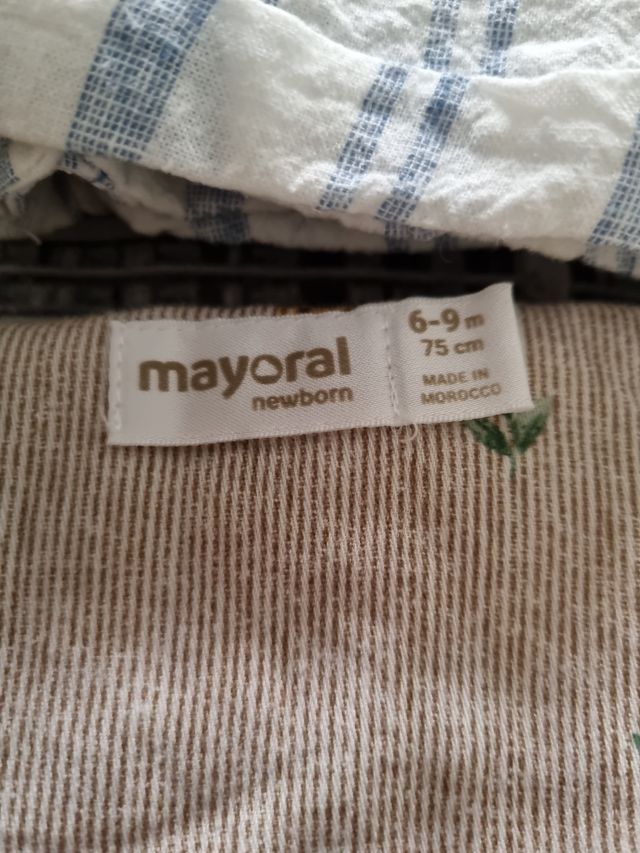 mayoral
newborn
6-9 m
75 cm
MADE IN
MOROCCO